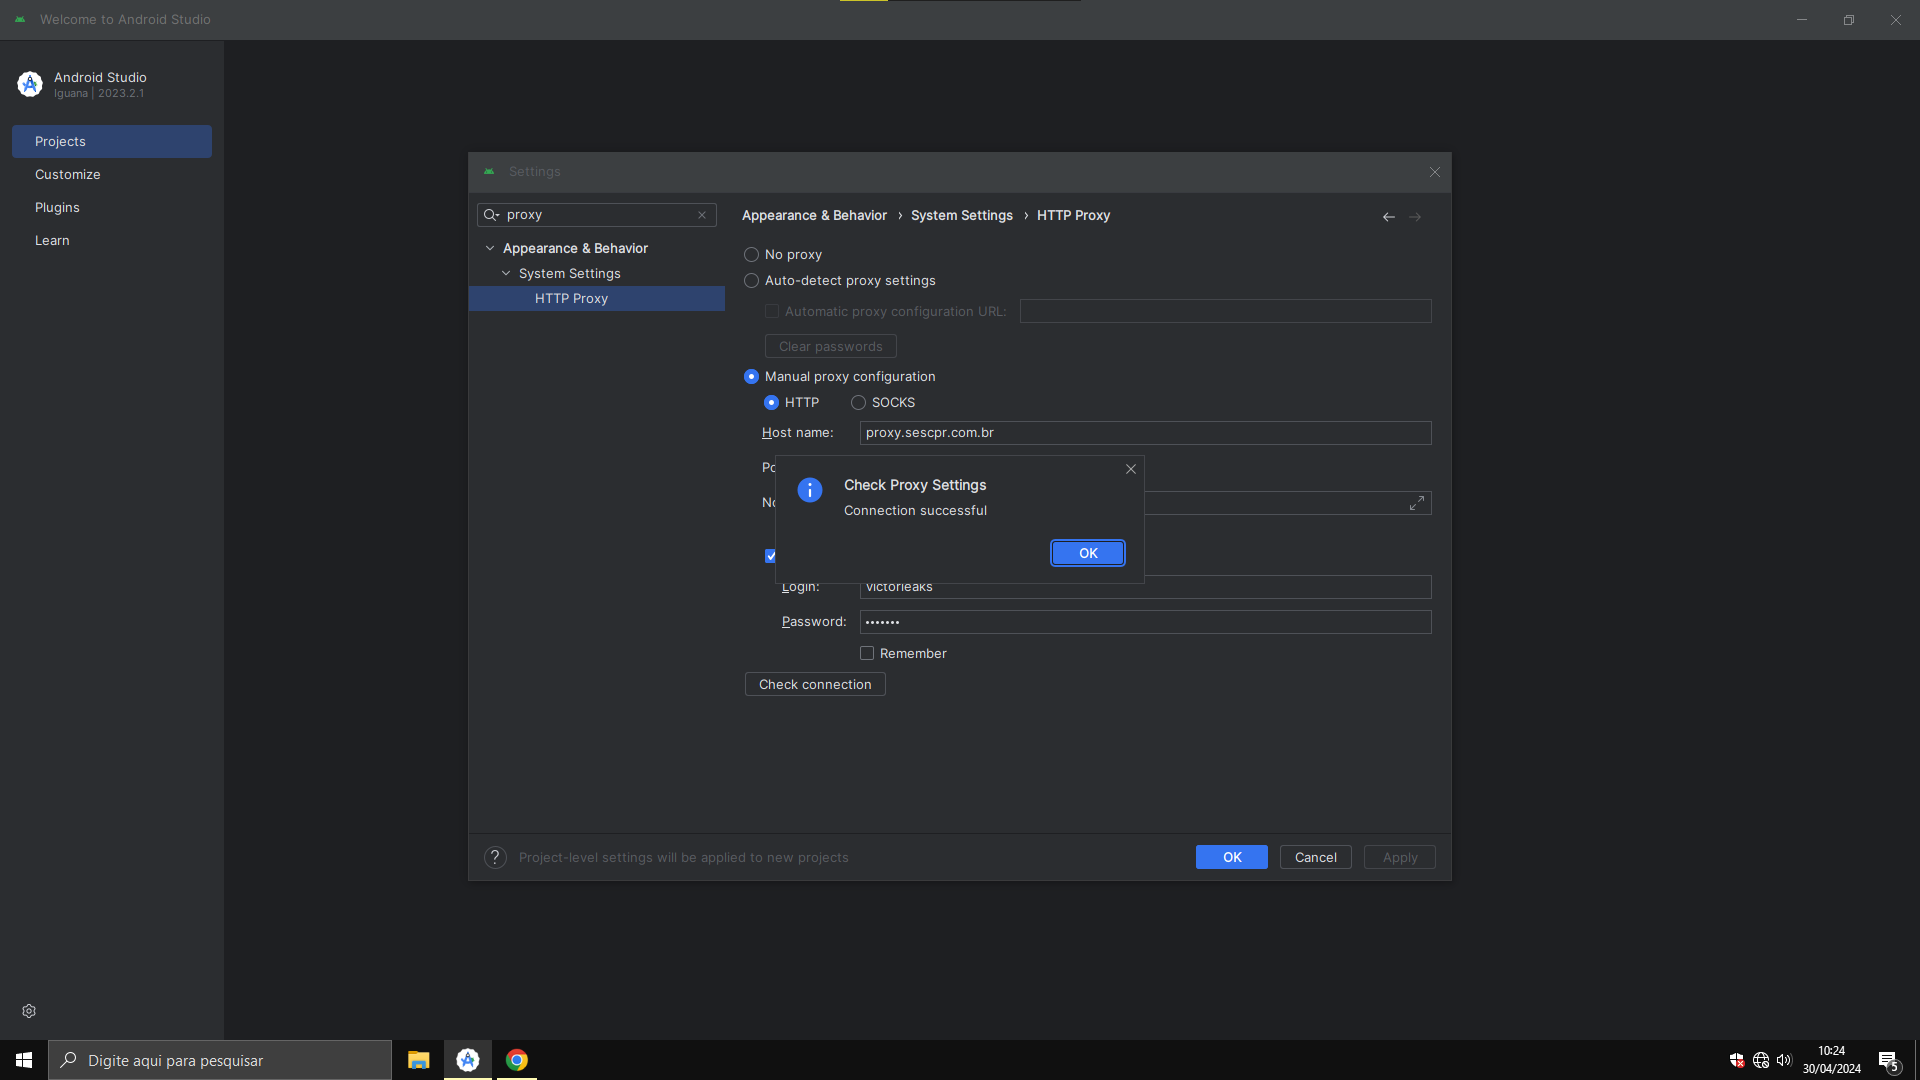 Welcome to Android Studio
Android Studio
Iguana | 2023.2.1
Projects
Customize
Plugins
Learn
Settings
proxy
Appearance & Behavior
System Settings
HTTP Proxy
Appearance & Behavior › System Settings › HTTP Proxy
No proxy
Auto-detect proxy settings
Automatic proxy configuration URL:
Clear passwords
Manual proxy configuration
HTTP
SOCKS
Host name:
proxy.sescpr.com.br
Po
No
Check Proxy Settings
Connection successful
OK
Login:
victorleaks
Password:
•••••••
Remember
Check connection
?
Project-level settings will be applied to new projects
OK
Cancel
Apply
Digite aqui para pesquisar
10:24
30/04/2024
5